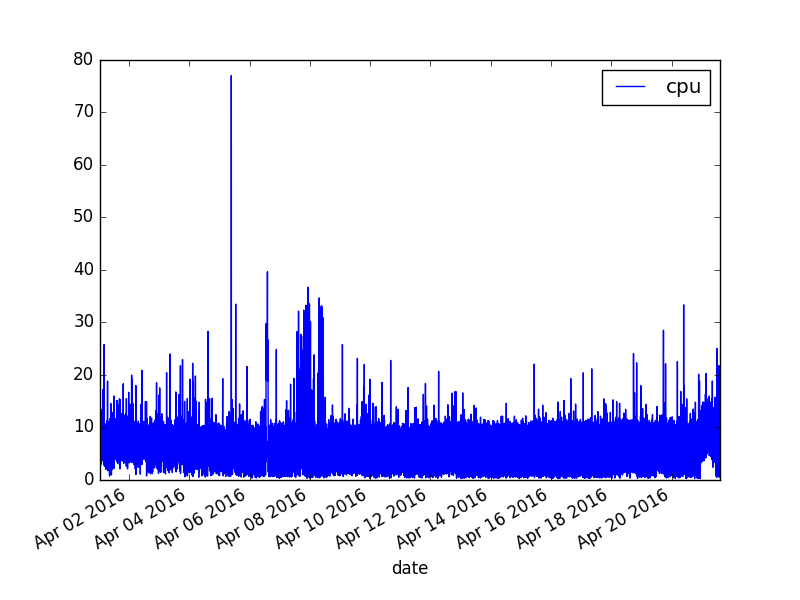 80
70
60
50
40
30
20
10
0
cpu
Apr 02 2016
Apr 04 2016
Apr 06 2016
Apr 08 2016
Apr 10 2016
Apr 12 2016
Apr 14 2016
Apr 16 2016
Apr 18 2016
Apr 20 2016
date